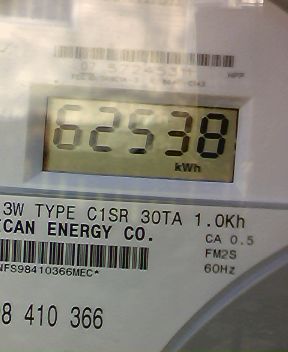 62538
kWh
3W TYPE C1SR 30TA 1.0Kh
CAN ENERGY CO.
CA 0.5
FM2S
60Hz
NFS98410366MEC*
8 410 366